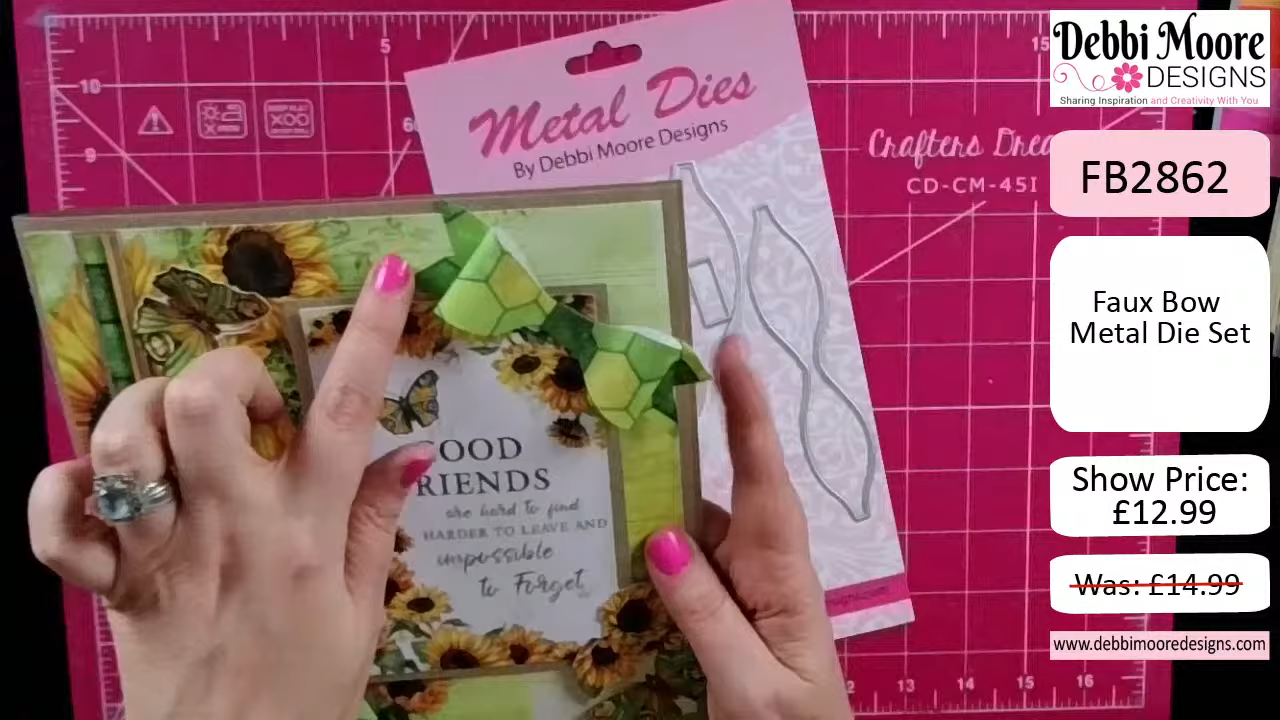 Debbi Moore
DESIGNS
Sharing Inspiration and Creativity With You
FB2862
Faux Bow
Metal Die Set
Show Price:
£12.99
Was: £14.99
www.debbimooredesigns.com
Metal Dies
By Debbi Moore Designs
Crafters
CD-CM-45I
5
15
10
9
12
13
14
15
16
OOD
RIENDS
are hard to find
HARDER TO LEAVE AND
impossible
to Forget